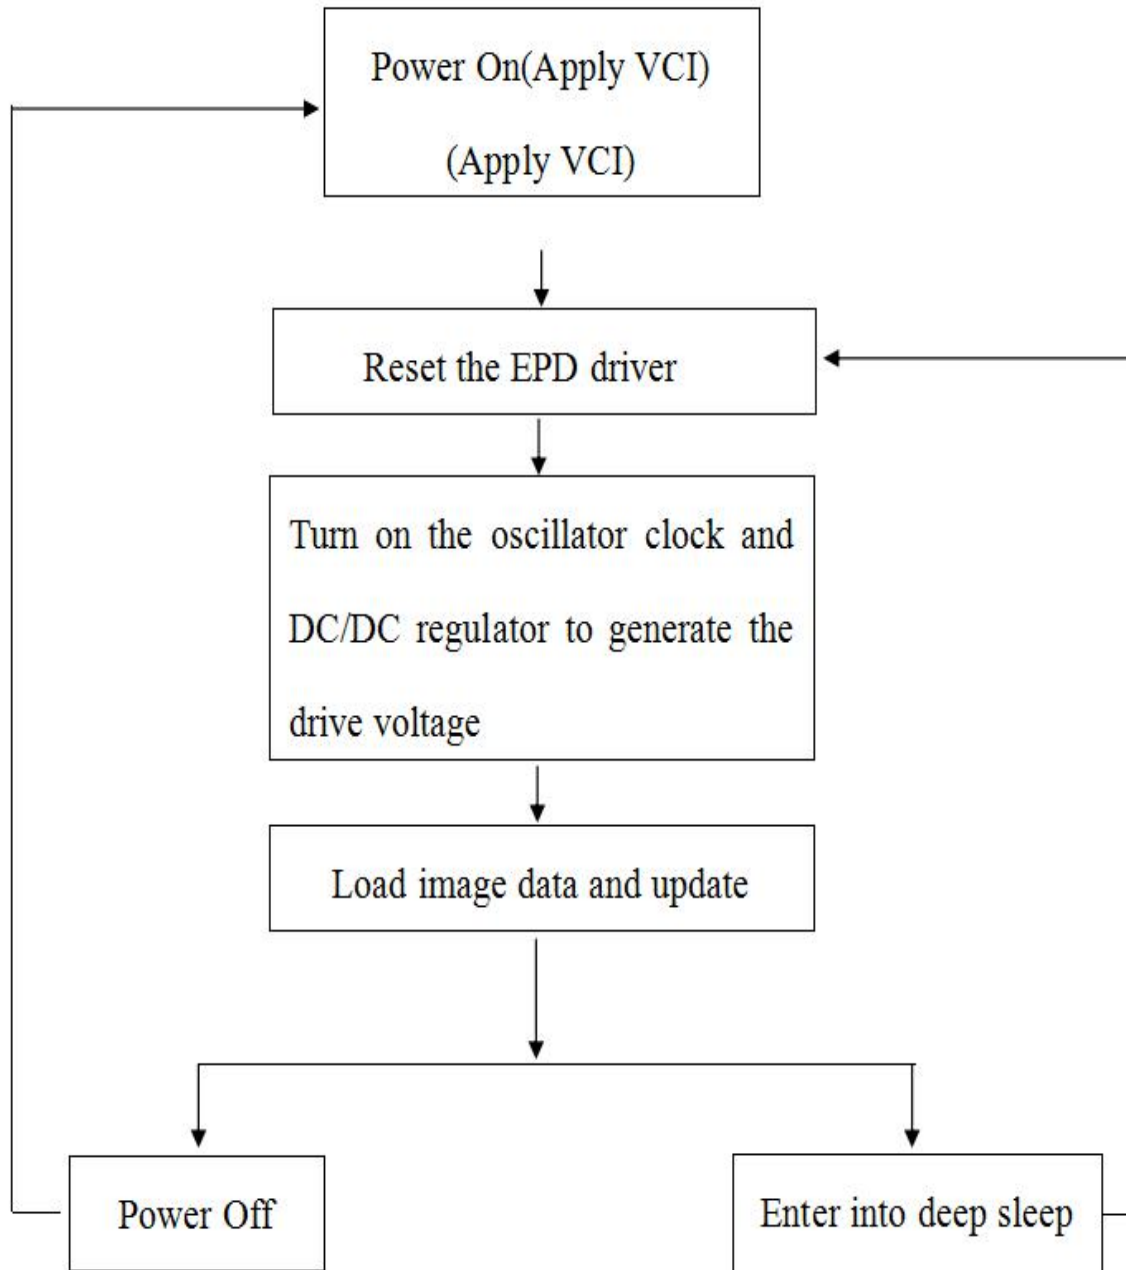 Power On(Apply VCI)
(Apply VCI)
Reset the EPD driver
Turn on the oscillator clock and
DC/DC regulator to generate the
drive voltage
Load image data and update
Power Off
Enter into deep sleep